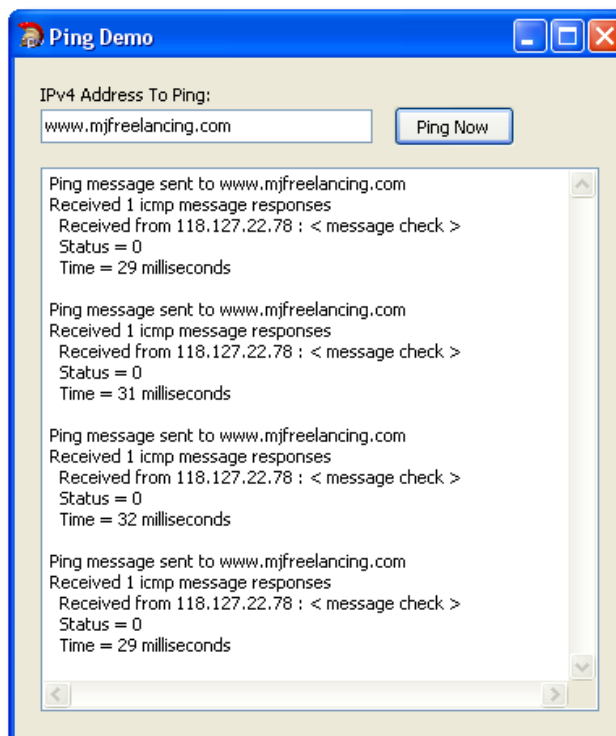 Ping Demo
IPv4 Address To Ping:
www.mjfreelancing.com
Ping Now
Ping message sent to www.mjfreelancing.com
Received 1 icmp message responses
Received from 118.127.22.78 : < message check >
Status = 0
Time = 29 milliseconds
Ping message sent to www.mjfreelancing.com
Received 1 icmp message responses
Received from 118.127.22.78 : < message check >
Status = 0
Time = 31 milliseconds
Ping message sent to www.mjfreelancing.com
Received 1 icmp message responses
Received from 118.127.22.78 : < message check >
Status = 0
Time = 32 milliseconds
Ping message sent to www.mjfreelancing.com
Received 1 icmp message responses
Received from 118.127.22.78 : < message check >
Status = 0
Time = 29 milliseconds